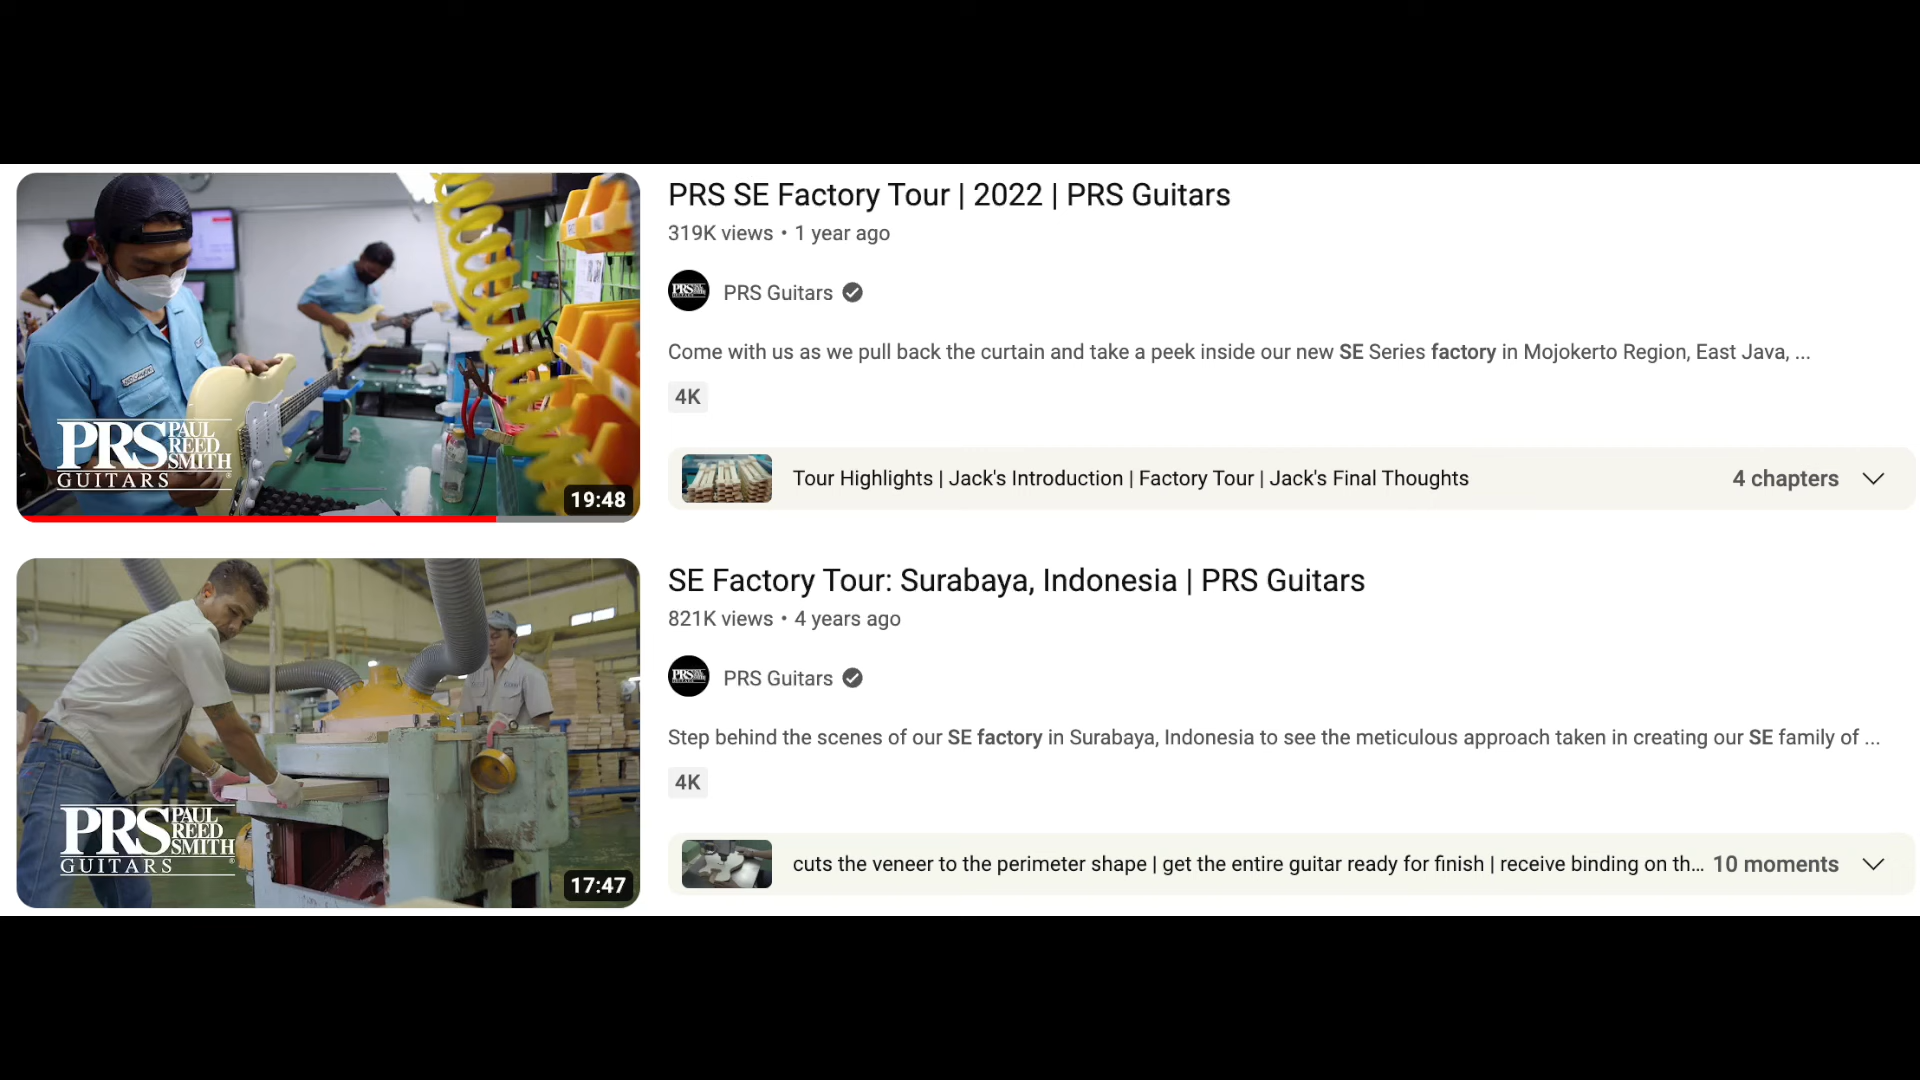 PRS SE Factory Tour | 2022 | PRS Guitars
319K views • 1 year ago
PRS Guitars
Come with us as we pull back the curtain and take a peek inside our new SE Series factory in Mojokerto Region, East Java, ...
4K
PRS PAUL REED SMITH
GUITARS
19:48
Tour Highlights | Jack's Introduction | Factory Tour | Jack's Final Thoughts
4 chapters
SE Factory Tour: Surabaya, Indonesia | PRS Guitars
821K views • 4 years ago
PRS Guitars
Step behind the scenes of our SE factory in Surabaya, Indonesia to see the meticulous approach taken in creating our SE family of ...
4K
PRS PAUL REED SMITH
GUITARS
17:47
cuts the veneer to the perimeter shape | get the entire guitar ready for finish | receive binding on th...
10 moments